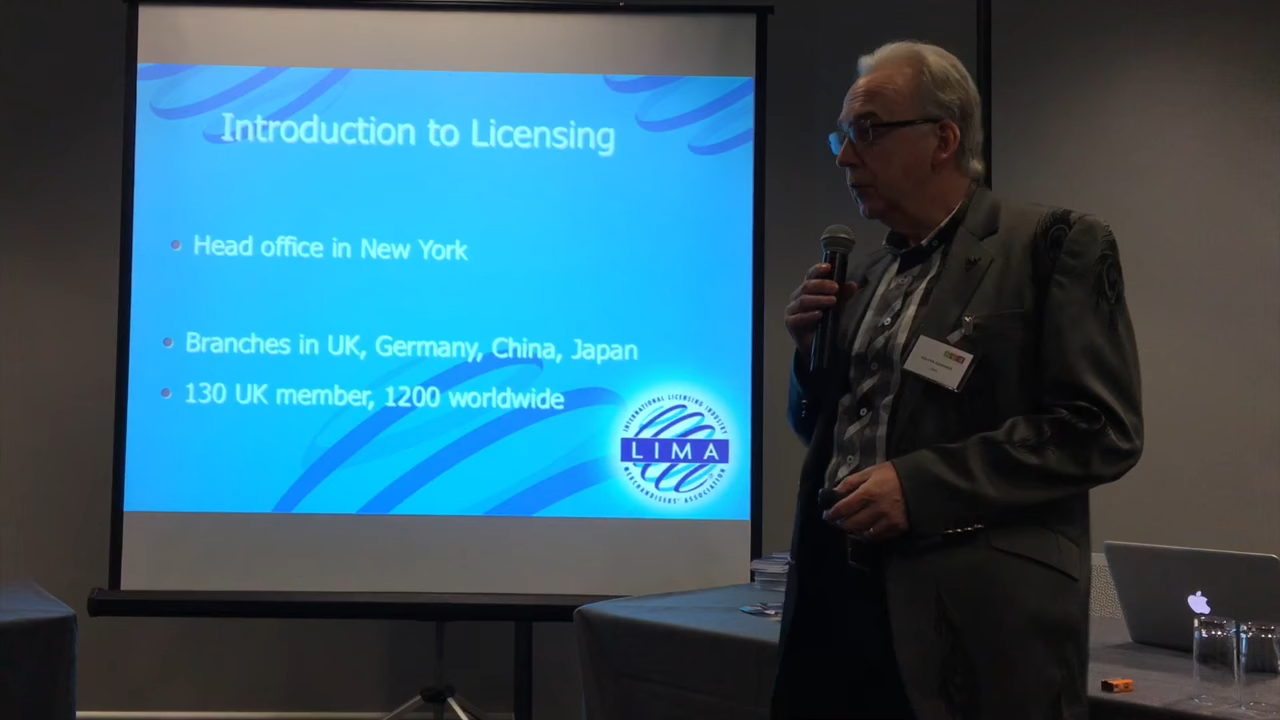 Introduction to Licensing
Head office in New York
Branches in UK, Germany, China, Japan
130 UK member, 1200 worldwide
INTERNATIONAL LICENSING INDUSTRY
LIMA
MERCHANDISERS' ASSOCIATION